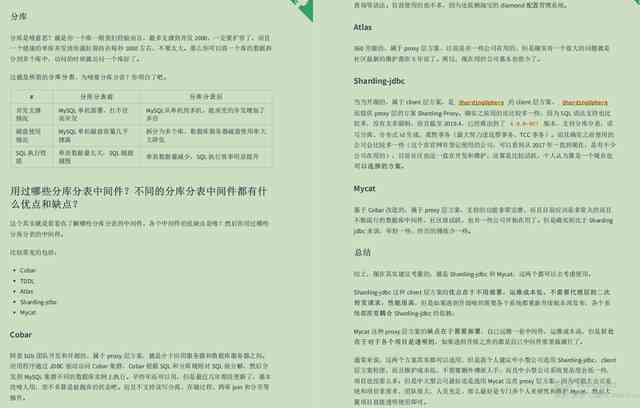 分库
分库是啥意思？就是你一个库一般我们经验而言，最多支撑到并发 2000，一定要扩容了，而且
一个健康的单库并发值你最好保持在每秒 1000 左右，不要太大。那么你可以将一个库的数据拆
分到多个库中，访问的时候就访问一个库好了。
这就是所谓的分库分表，为啥要分库分表？你明白了吧。
# 分库分表前 分库分表后
并发支撑情况 MySQL 单机部署，扛不住高并发 MySQL从单机到多机，能承受的并发增加了多倍
磁盘使用情况 MySQL 单机磁盘容量几乎撑满 拆分为多个库，数据库服务器磁盘使用率大大降低
SQL 执行性能 单表数据量太大，SQL 越跑越慢 单表数据量减少，SQL 执行效率明显提升
用过哪些分库分表中间件？不同的分库分表中间件都有什
么优点和缺点？
这个其实就是看看你了解哪些分库分表的中间件，各个中间件的优缺点是啥？然后你用过哪些
分库分表的中间件。
比较常见的包括：
Cobar
TDDL
Atlas
Sharding-jdbc
Mycat
Cobar
阿里 b2b 团队开发和开源的，属于 proxy 层方案，就是介于应用服务器和数据库服务器之间。
应用程序通过 JDBC 驱动访问 Cobar 集群，Cobar 根据 SQL 和分库规则对 SQL 做分解，然后分
发到 MySQL 集群不同的数据库实例上执行。早些年还可以用，但是最近几年都没更新了，基本
没啥人用，差不多算是被抛弃的状态吧。而且不支持读写分离、存储过程、跨库 join 和分页等
操作。
查询等语法。目前使用的也不多，因为还依赖淘宝的 diamond 配置管理系统。
Atlas
360 开源的，属于 proxy 层方案，以前是有一些公司在用的，但是确实有一个很大的问题就是
社区最新的维护都在 5 年前了。所以，现在用的公司基本也很少了。
Sharding-jdbc
当当开源的，属于 client 层方案，是 ShardingSphere 的 client 层方案， ShardingSphere
还提供 proxy 层的方案 Sharding-Proxy。确实之前用的还比较多一些，因为 SQL 语法支持也比
较多，没有太多限制，而且截至 2019.4，已经推出到了 4.0.0-RC1 版本，支持分库分表、读
写分离、分布式 id 生成、柔性事务（最大努力送达型事务、TCC 事务）。而且确实之前使用的
公司会比较多一些（这个在官网有登记使用的公司，可以看到从 2017 年一直到现在，是有不少
公司在用的），目前社区也还一直在开发和维护，还算是比较活跃，个人认为算是一个现在也
可以选择的方案。
Mycat
基于 Cobar 改造的，属于 proxy 层方案，支持的功能非常完善，而且目前应该是非常火的而且
不断流行的数据库中间件，社区很活跃，也有一些公司开始在用了。但是确实相比于 Sharding
jdbc 来说，年轻一些，经历的锤炼少一些。
总结
综上，现在其实建议考量的，就是 Sharding-jdbc 和 Mycat，这两个都可以去考虑使用。
Sharding-jdbc 这种 client 层方案的优点在于不用部署，运维成本低，不需要代理层的二次
转发请求，性能很高，但是如果遇到升级啥的需要各个系统都重新升级版本再发布，各个系
统都需要耦合 Sharding-jdbc 的依赖；
Mycat 这种 proxy 层方案的缺点在于需要部署，自己运维一套中间件，运维成本高，但是好处
在于对于各个项目是透明的，如果遇到升级之类的都是自己中间件那里搞就行了。
通常来说，这两个方案其实都可以选用，但是我个人建议中小型公司选用 Sharding-jdbc，client
层方案轻便，而且维护成本低，不需要额外增派人手，而且中小型公司系统复杂度会低一些，
项目也没那么多；但是中大型公司最好还是选用 Mycat 这类 proxy 层方案，因为可能大公司系
统和项目非常多，团队很大，人员充足，那么最好是专门弄个人来研究和维护 Mycat，然后大
量项目直接透明使用即可。